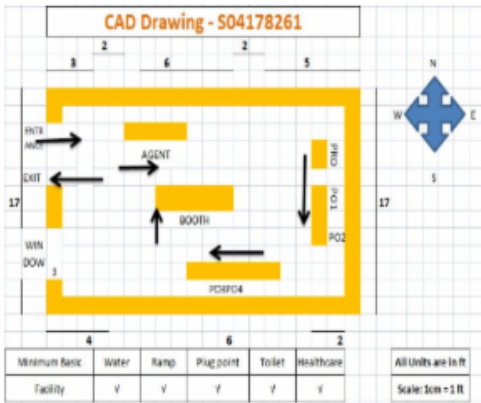 CAD Drawing - S04178261
2 2
3 6 5
N
W E
S
ENTR
ANCE
AGENT
PRO
EXIT
PO1
17 17
BOOTH
PO2
WIN
DOW 3
PO3PO4
4 6 2
Minimum Basic Water Ramp Plug point Toilet Healthcare
Facility √ √ √ √ √
All Units are in ft
Scale: 1cm = 1 ft